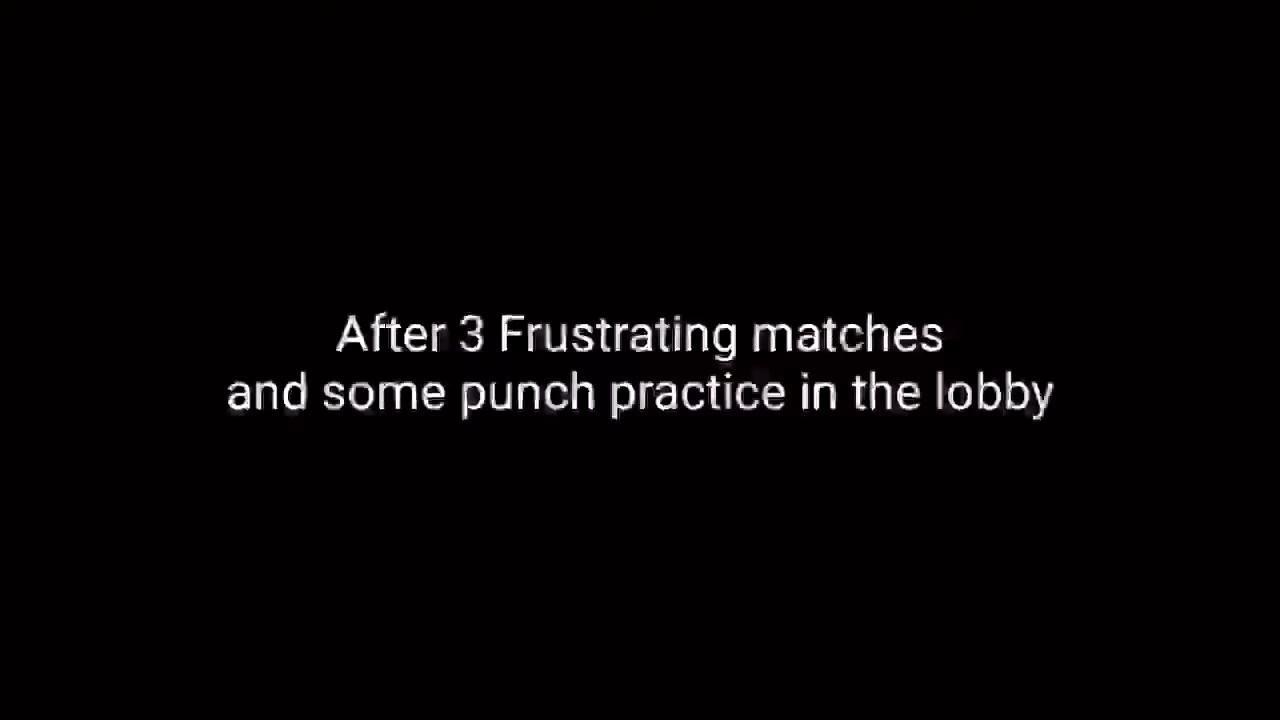 After 3 Frustrating matches
and some punch practice in the lobby